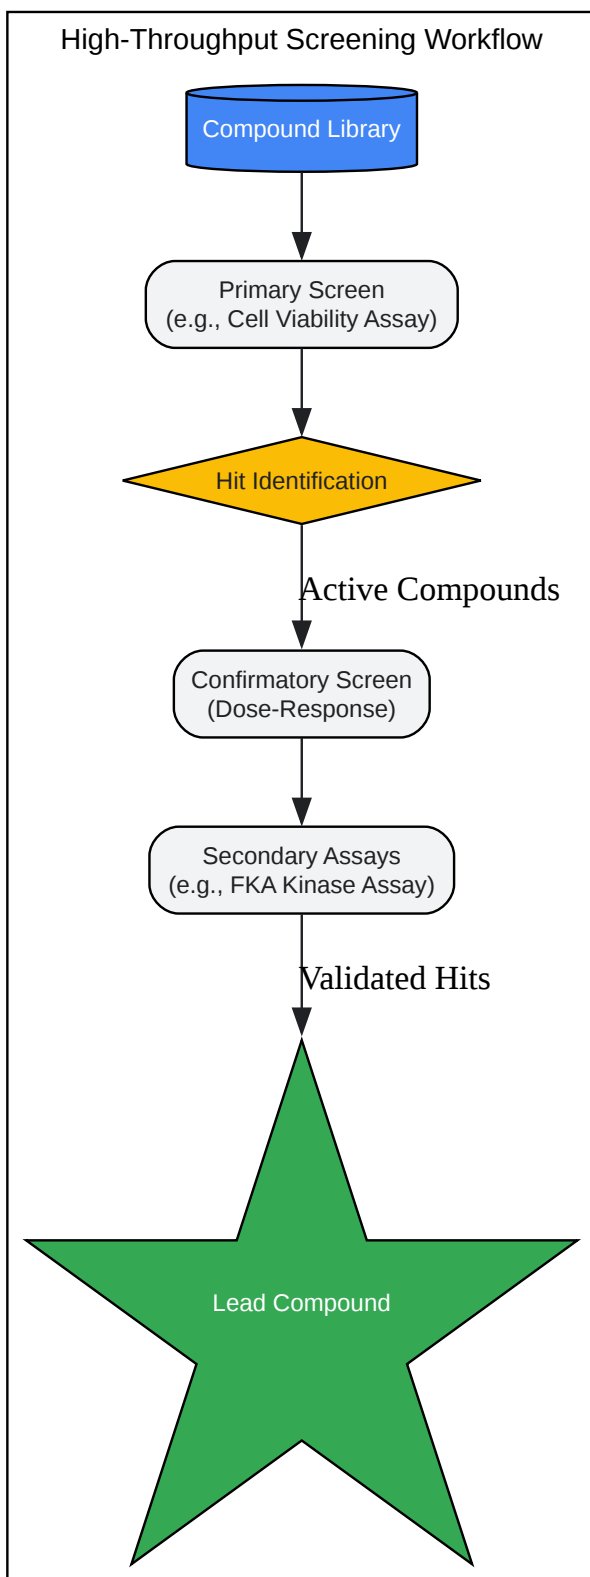 High-Throughput Screening Workflow
Compound Library
Primary Screen
(e.g., Cell Viability Assay)
Hit Identification
Active Compounds
Confirmatory Screen
(Dose-Response)
Secondary Assays
(e.g., FKA Kinase Assay)
Validated Hits
Lead Compound